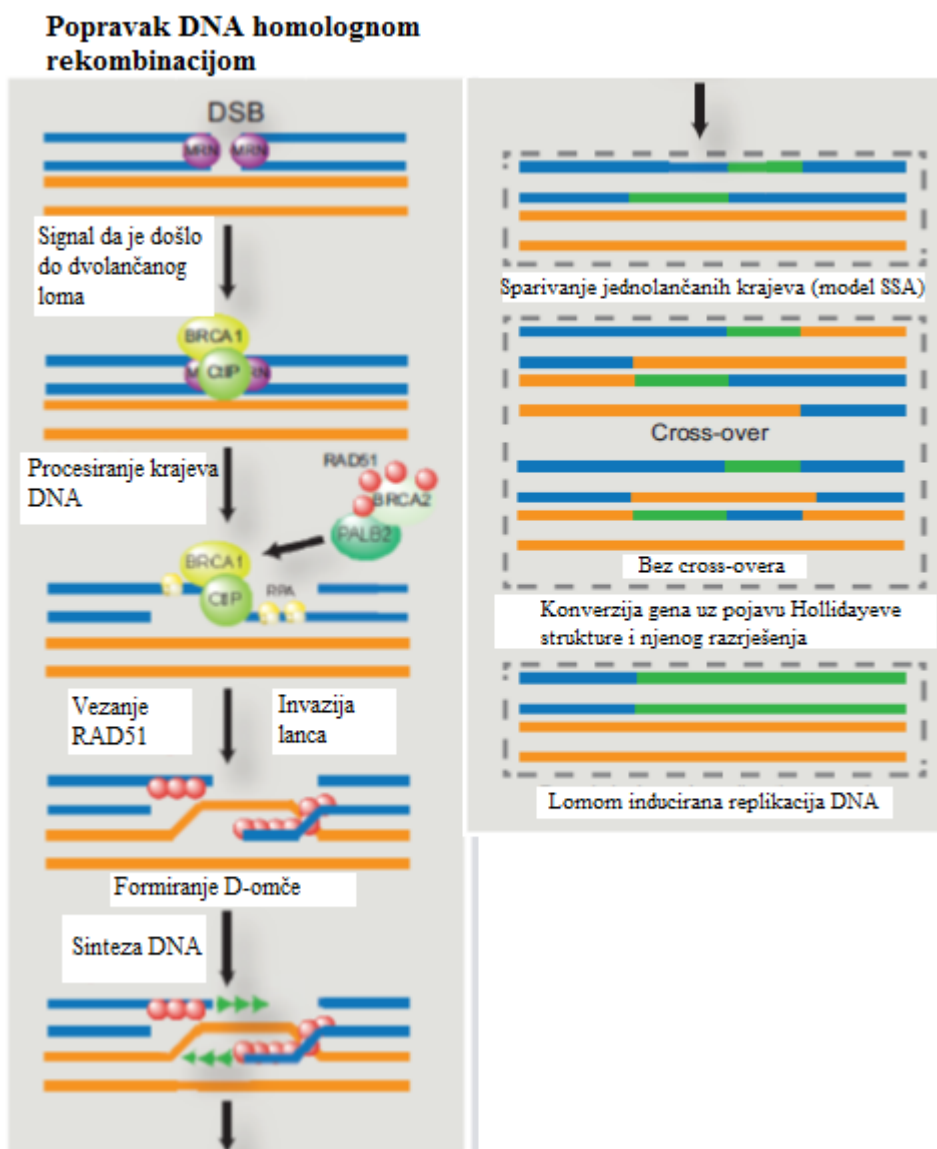 Popravak DNA homolognom
rekombinacijom
DSB
MRN MRN
Signal da je došlo
do dvolančanog
loma
BRCA1
M CtIP RN
Procesiranje krajeva
DNA
RAD51
BRCA2
PALB2
BRCA1
CtIP
RPA
Vezanje
RAD51
Invazija
lanca
Formiranje D-omče
Sinteza DNA
Sparivanje jednolančanih krajeva (model SSA)
Cross-over
Bez cross-overa
Konverzija gena uz pojavu Hollidayeve
strukture i njenog razrješenja
Lomom inducirana replikacija DNA